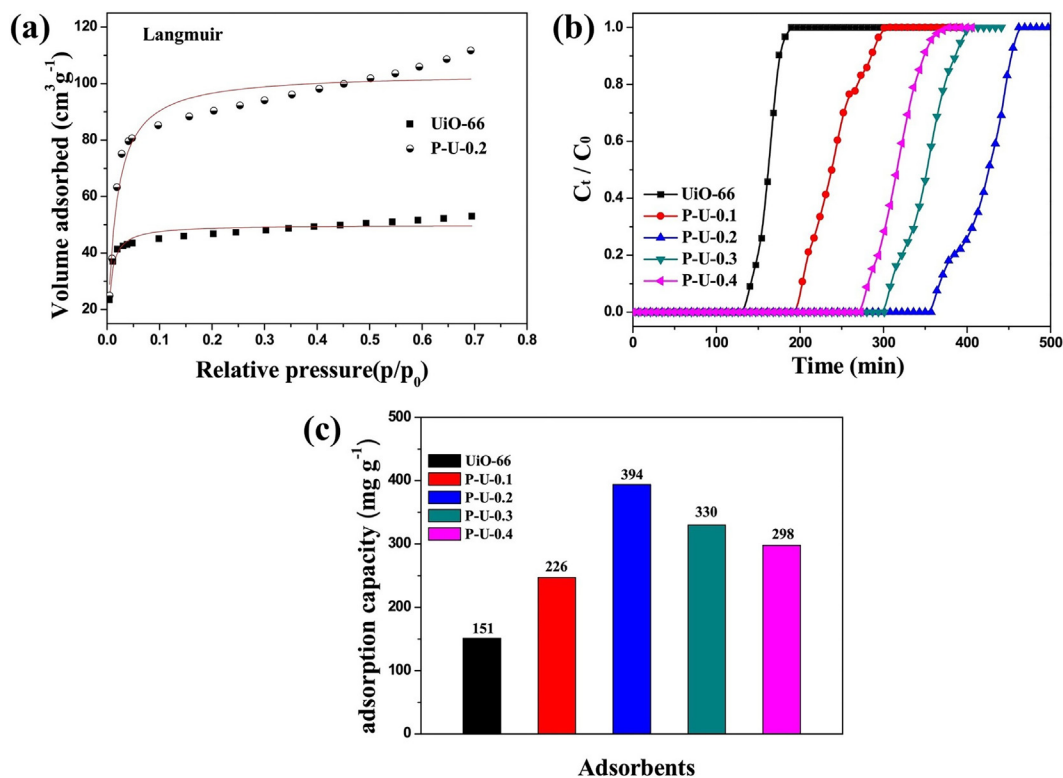 (a)
Langmuir
Volume adsorbed (cm³g⁻¹)
120
100
80
60
40
20
UiO-66
P-U-0.2
0.0 0.1 0.2 0.3 0.4 0.5 0.6 0.7 0.8
Relative pressure(p/p₀)
(b)
Cₜ / C₀
1.0
0.8
0.6
0.4
0.2
0.0
UiO-66
P-U-0.1
P-U-0.2
P-U-0.3
P-U-0.4
0 100 200 300 400 500
Time (min)
(c)
adsorption capacity (mg g⁻¹)
500
400
300
200
100
0
UiO-66
P-U-0.1
P-U-0.2
P-U-0.3
P-U-0.4
151
226
394
330
298
Adsorbents